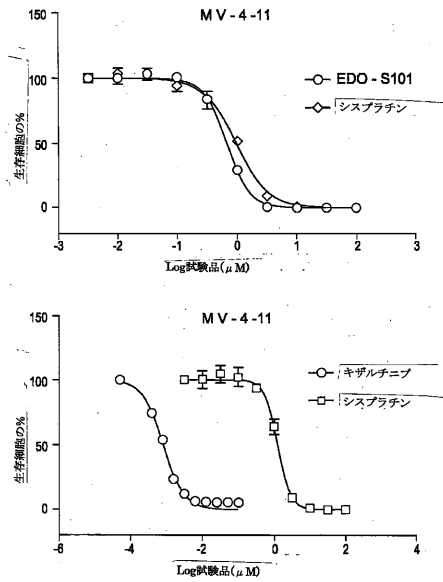 MV-4-11
150
100
50
0
生存細胞の%
-3 -2 -1 0 1 2 3
Log試験品(μM)
EDO-S101
シスプラチン
MV-4-11
150
100
50
0
生存細胞の%
-6 -4 -2 0 2 4
Log試験品(μM)
キザルチニブ
シスプラチン